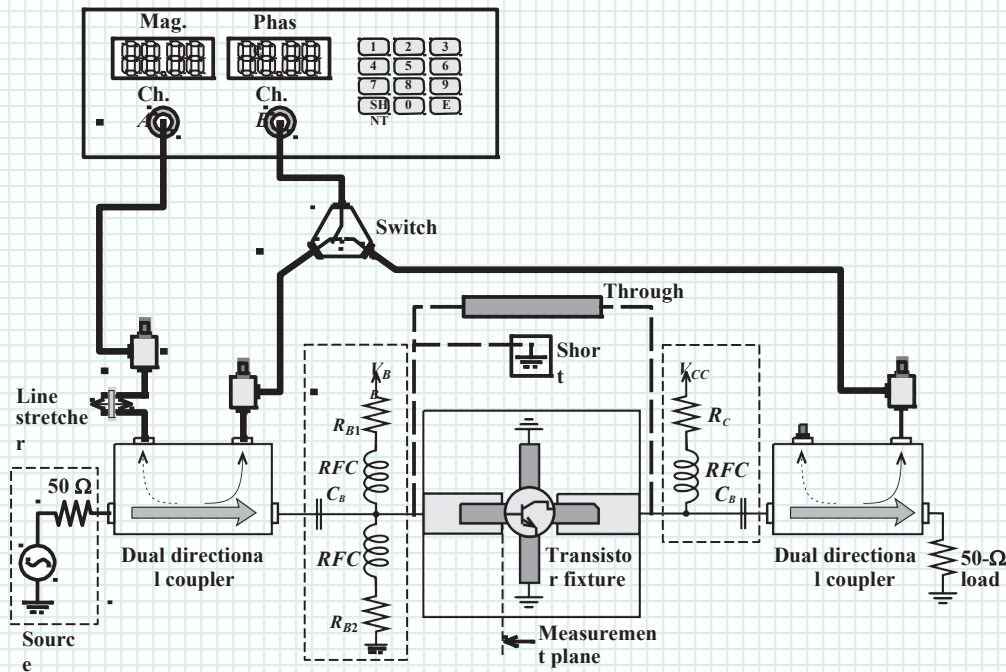 Mag.
Phas
88.88
88.88
1 2 3
4 5 6
7 8 9
SH 0 E
NT
Ch.
A
Ch.
B
Switch
Through
Shor
t
Line
stretche
r
V_B
B
R_B1
RFC
C_B
RFC
R_B2
V_CC
R_C
RFC
C_B
50 Ω
Dual directiona
l coupler
Sourc
e
Transisto
r fixture
Measuremen
t plane
Dual directiona
l coupler
50-Ω
load